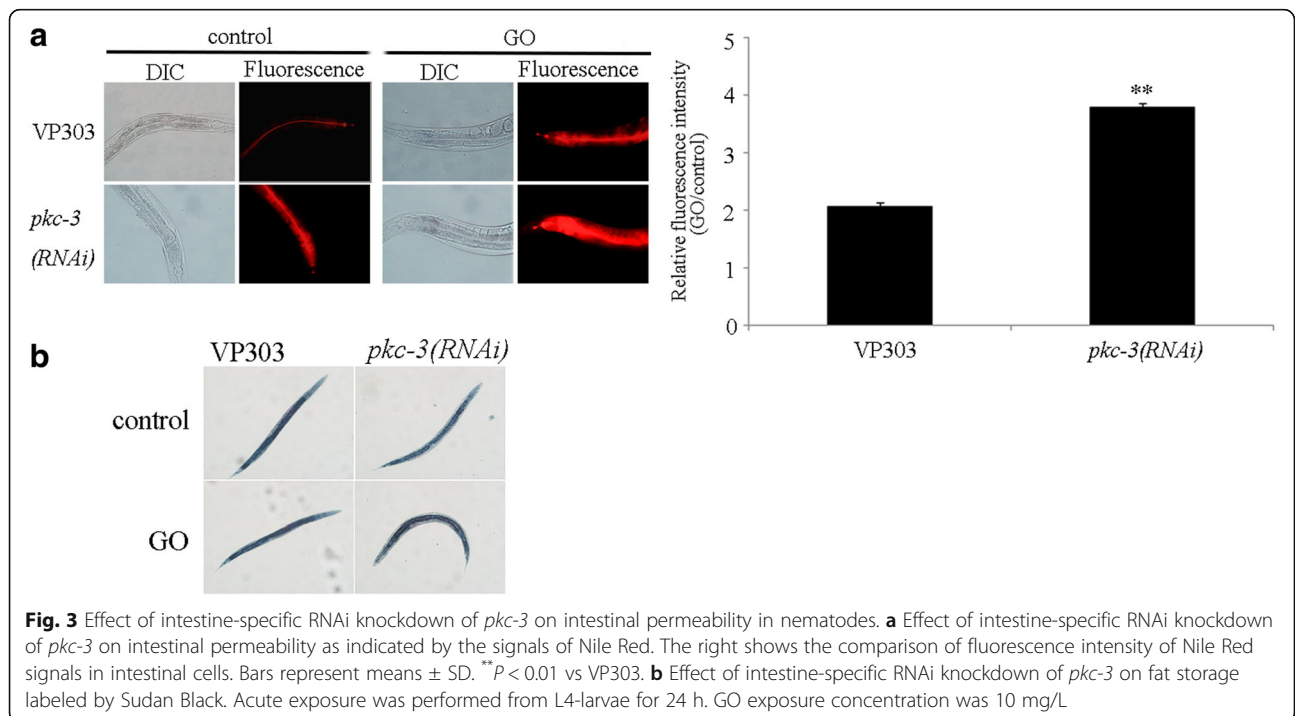 a
control
GO
DIC
Fluorescence
DIC
Fluorescence
VP303
pkc-3
(RNAi)
Relative fluorescence intensity
(GO/control)
5
4
3
2
1
0
**
VP303
pkc-3(RNAi)
b
VP303
pkc-3(RNAi)
control
GO
Fig. 3 Effect of intestine-specific RNAi knockdown of pkc-3 on intestinal permeability in nematodes. a Effect of intestine-specific RNAi knockdown
of pkc-3 on intestinal permeability as indicated by the signals of Nile Red. The right shows the comparison of fluorescence intensity of Nile Red
signals in intestinal cells. Bars represent means ± SD. **P < 0.01 vs VP303. b Effect of intestine-specific RNAi knockdown of pkc-3 on fat storage
labeled by Sudan Black. Acute exposure was performed from L4-larvae for 24 h. GO exposure concentration was 10 mg/L